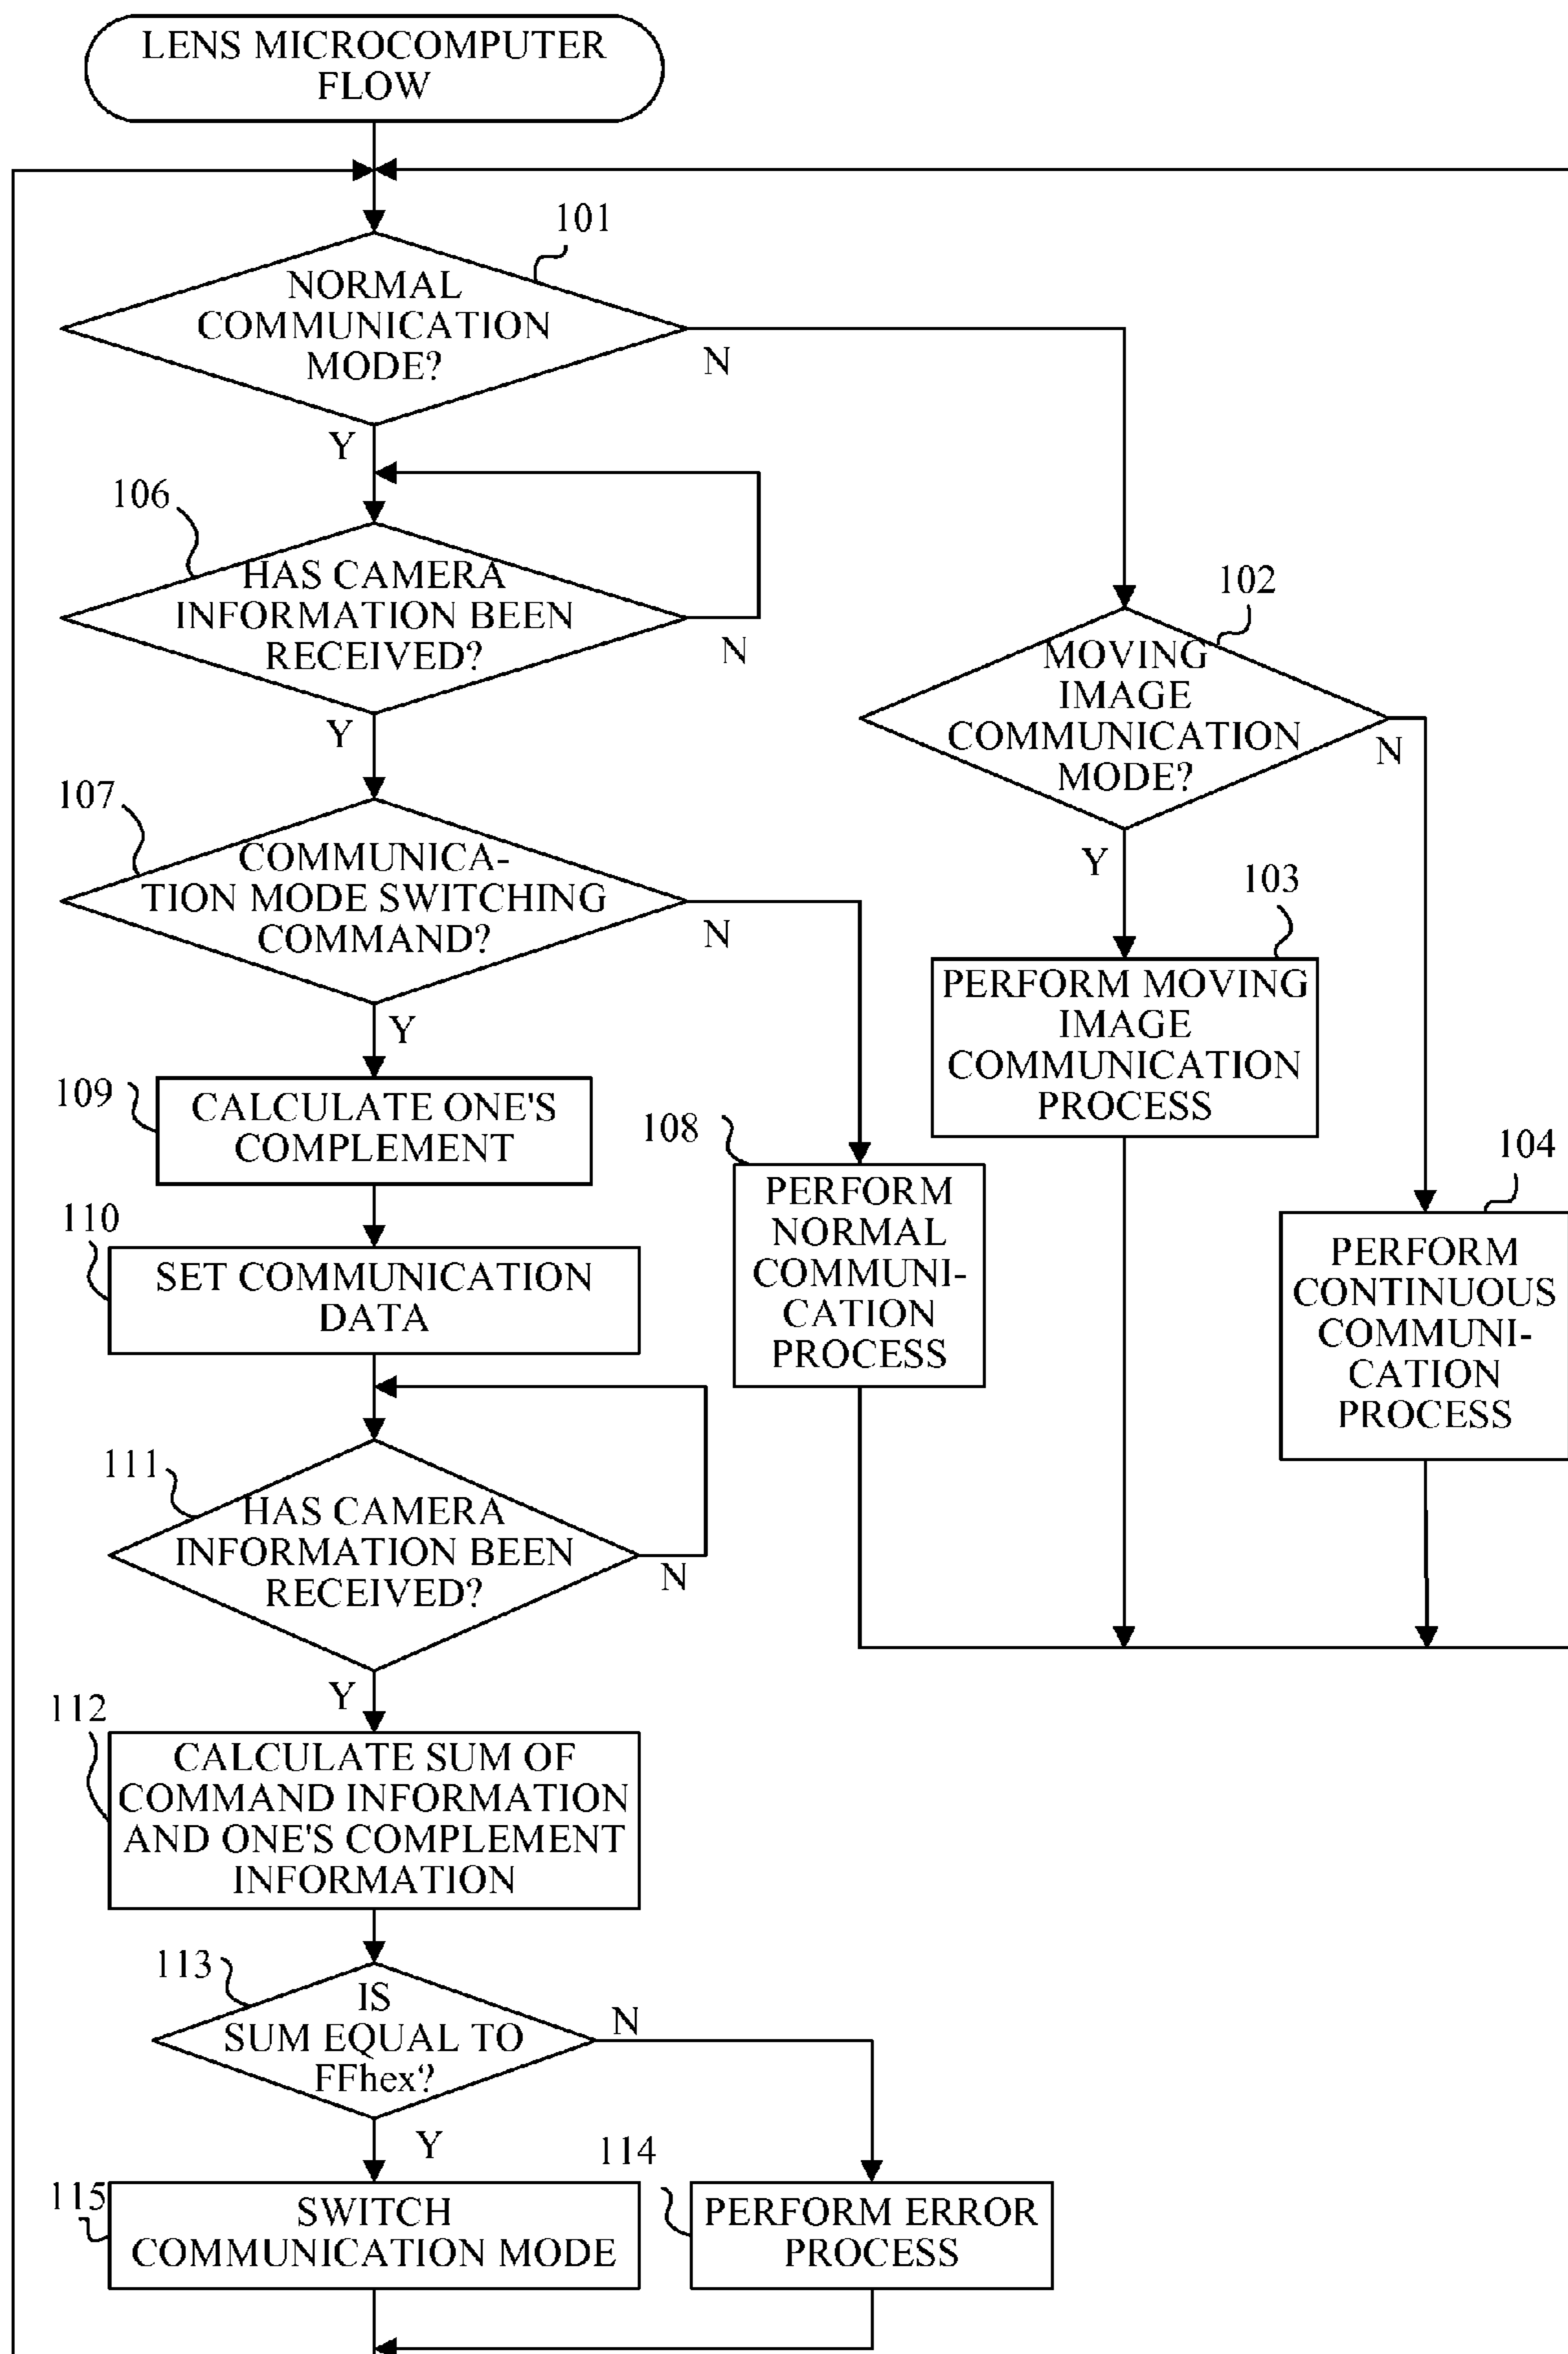 LENS MICROCOMPUTER
FLOW
101
NORMAL
COMMUNICATION
MODE?
N
Y
106
HAS CAMERA
INFORMATION BEEN
RECEIVED?
N
Y
102
MOVING
IMAGE
COMMUNICATION
MODE?
N
Y
107
COMMUNICA-
TION MODE SWITCHING
COMMAND?
N
Y
103
PERFORM MOVING
IMAGE
COMMUNICATION
PROCESS
109
CALCULATE ONE'S
COMPLEMENT
108
PERFORM
NORMAL
COMMUNI-
CATION
PROCESS
104
PERFORM
CONTINUOUS
COMMUNI-
CATION
PROCESS
110
SET COMMUNICATION
DATA
111
HAS CAMERA
INFORMATION BEEN
RECEIVED?
N
Y
112
CALCULATE SUM OF
COMMAND INFORMATION
AND ONE'S COMPLEMENT
INFORMATION
113
IS
SUM EQUAL TO
FFhex?
N
Y
115
SWITCH
COMMUNICATION MODE
114
PERFORM ERROR
PROCESS